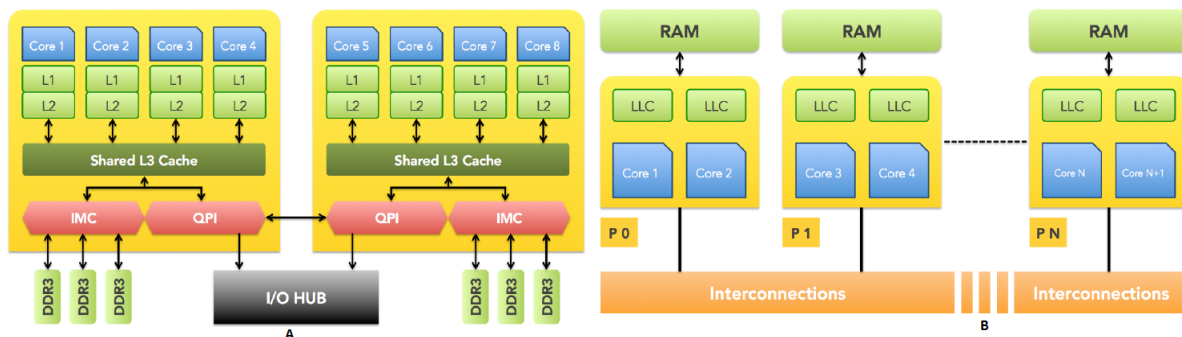 Core 1 Core 2 Core 3 Core 4
L1 L1 L1 L1
L2 L2 L2 L2
Shared L3 Cache
IMC QPI
DDR3 DDR3 DDR3
Core 5 Core 6 Core 7 Core 8
L1 L1 L1 L1
L2 L2 L2 L2
Shared L3 Cache
QPI IMC
DDR3 DDR3 DDR3
I/O HUB
A
RAM RAM RAM
LLC LLC LLC LLC LLC LLC
Core 1 Core 2 Core 3 Core 4 Core N Core N+1
P 0 P 1 P N
Interconnections Interconnections
B